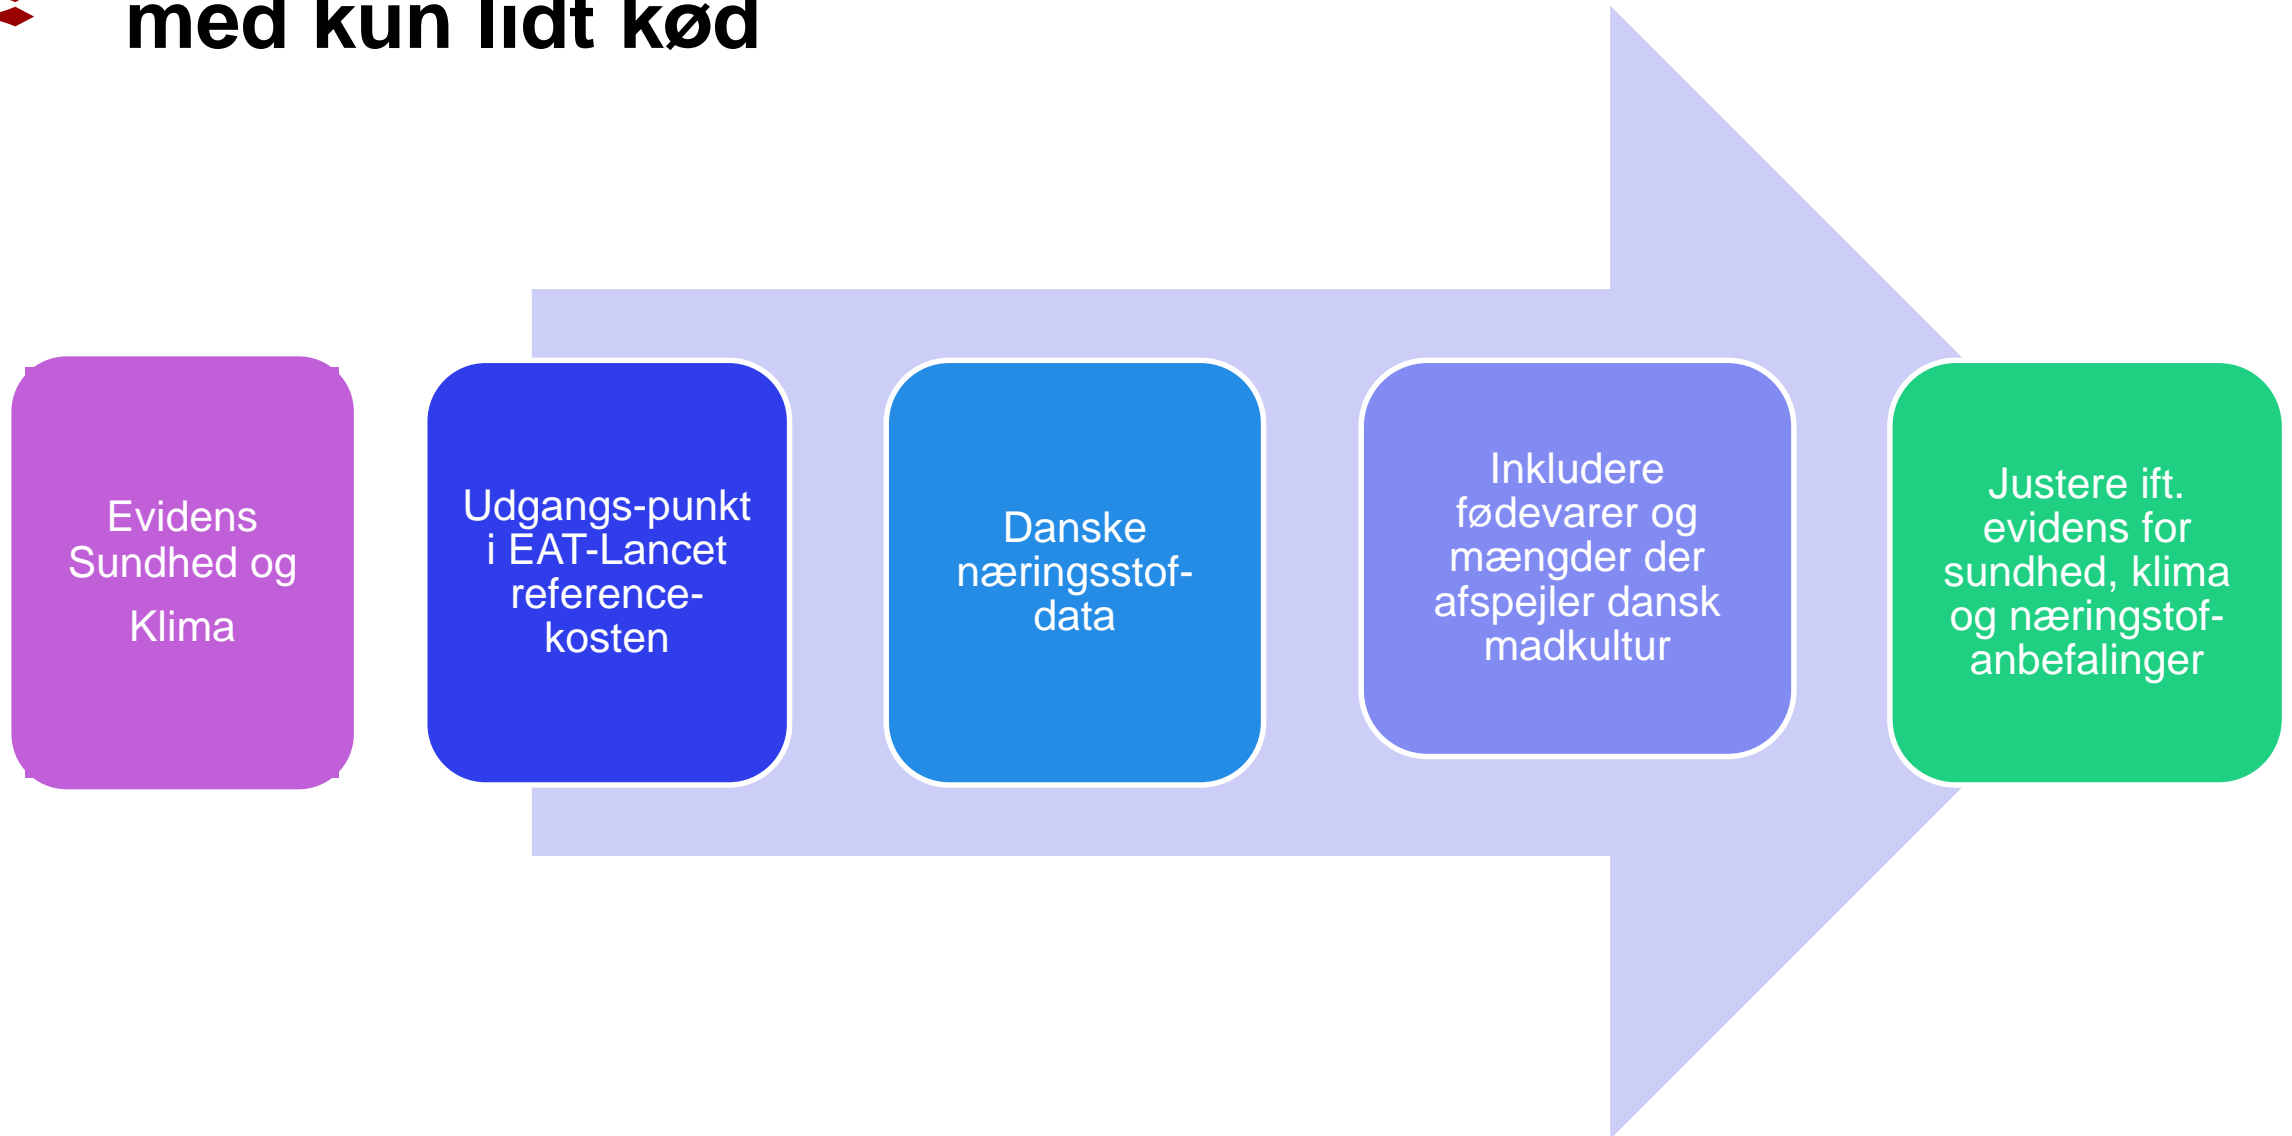 med kun lidt kød
Evidens
Sundhed og
Klima
Udgangs-punkt
i EAT-Lancet
reference-
kosten
Danske
næringsstof-
data
Inkludere
fødevarer og
mængder der
afspejler dansk
madkultur
Justere ift.
evidens for
sundhed, klima
og næringstof-
anbefalinger